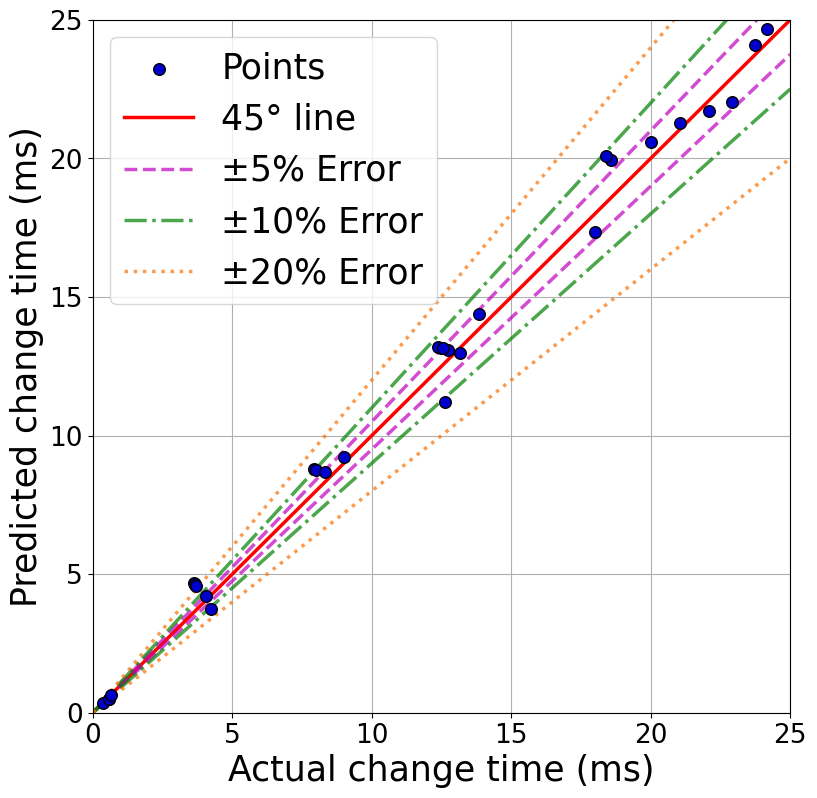 25
20
15
10
5
0
0 5 10 15 20 25
Predicted change time (ms)
Actual change time (ms)
Points
45° line
±5% Error
±10% Error
±20% Error